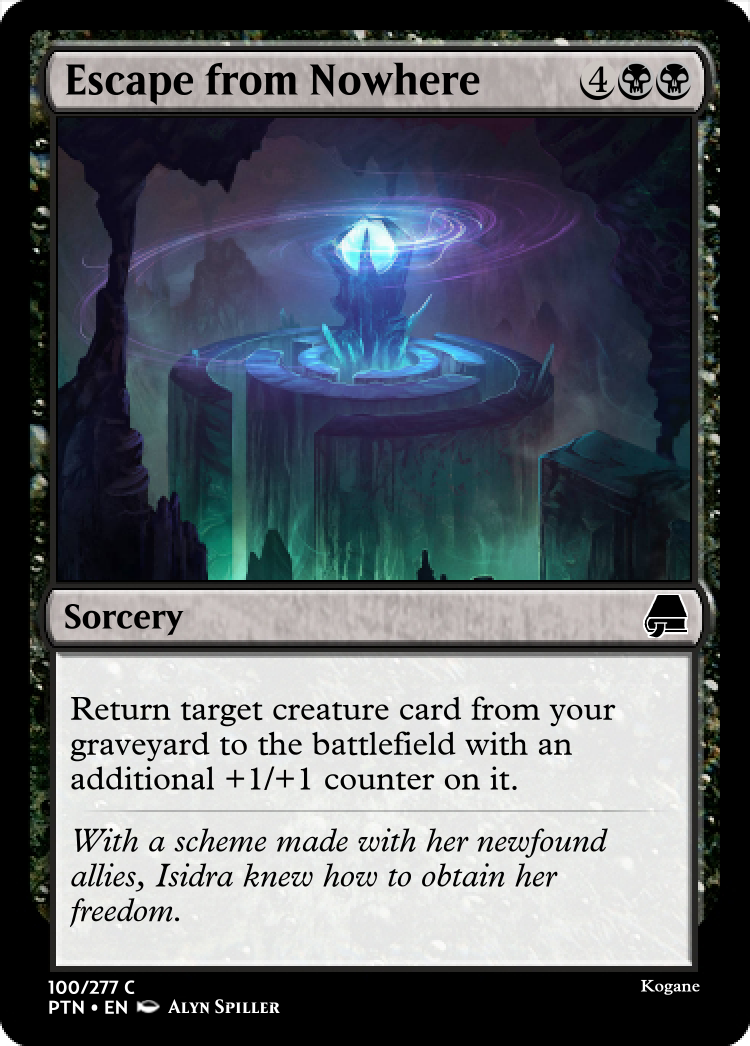 Escape from Nowhere 4
Sorcery
Return target creature card from your
graveyard to the battlefield with an
additional +1/+1 counter on it.
With a scheme made with her newfound
allies, Isidra knew how to obtain her
freedom.
100/277 C
Kogane
PTN • EN ALYN SPILLER